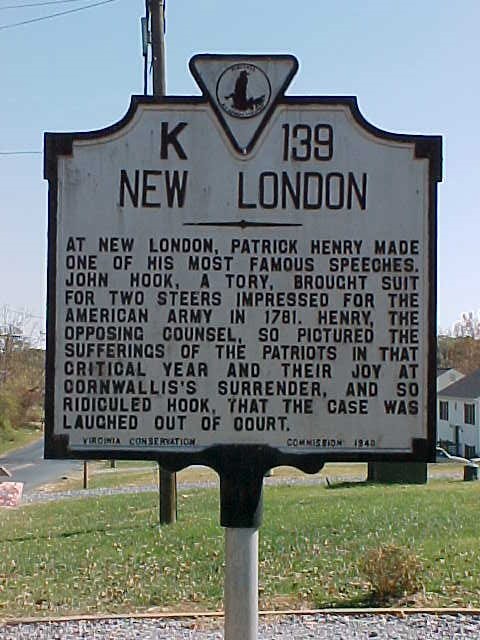 K 139
NEW LONDON
AT NEW LONDON, PATRICK HENRY MADE
ONE OF HIS MOST FAMOUS SPEECHES.
JOHN HOOK, A TORY, BROUGHT SUIT
FOR TWO STEERS IMPRESSED FOR THE
AMERICAN ARMY IN 1781. HENRY, THE
OPPOSING COUNSEL, SO PICTURED THE
SUFFERINGS OF THE PATRIOTS IN THAT
CRITICAL YEAR AND THEIR JOY AT
CORNWALLIS'S SURRENDER, AND SO
RIDICULED HOOK, THAT THE CASE WAS
LAUGHED OUT OF COURT.
VIRGINIA CONSERVATION COMMISSION 1940